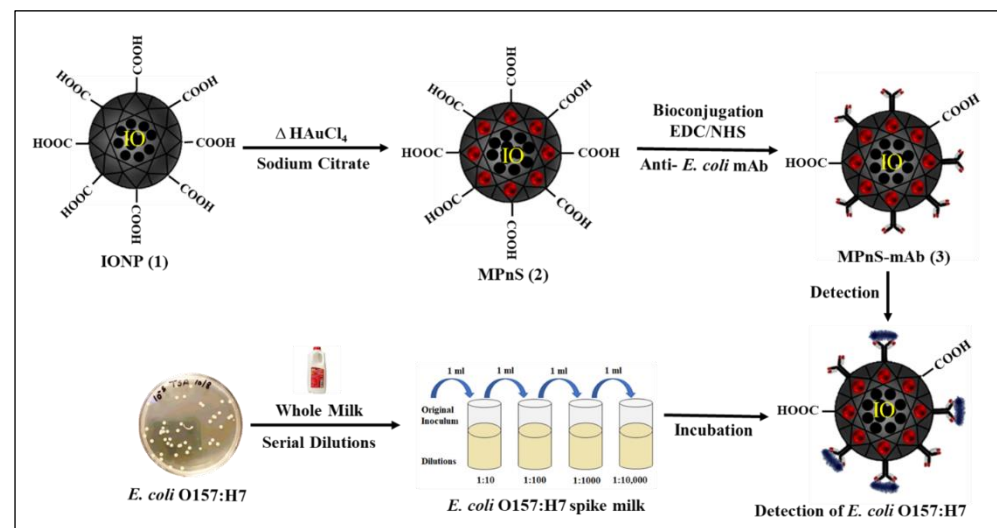 COOH
HOOC
COOH
HOOC
IO
COOH
HOOC
COOH
COOH
IONP (1)
Δ HAuCl₄
Sodium Citrate
COOH
HOOC
COOH
HOOC
IO
COOH
HOOC
COOH
COOH
MPnS (2)
Bioconjugation
EDC/NHS
Anti- E. coli mAb
COOH
HOOC
IO
MPnS-mAb (3)
Detection
COOH
HOOC
IO
Detection of E. coli O157:H7
TSA 10/8
E. coli O157:H7
Whole Milk
Serial Dilutions
1 ml 1 ml 1 ml 1 ml
Original
Inoculum
Dilutions
1:10 1:100 1:1000 1:10,000
E. coli O157:H7 spike milk
Incubation